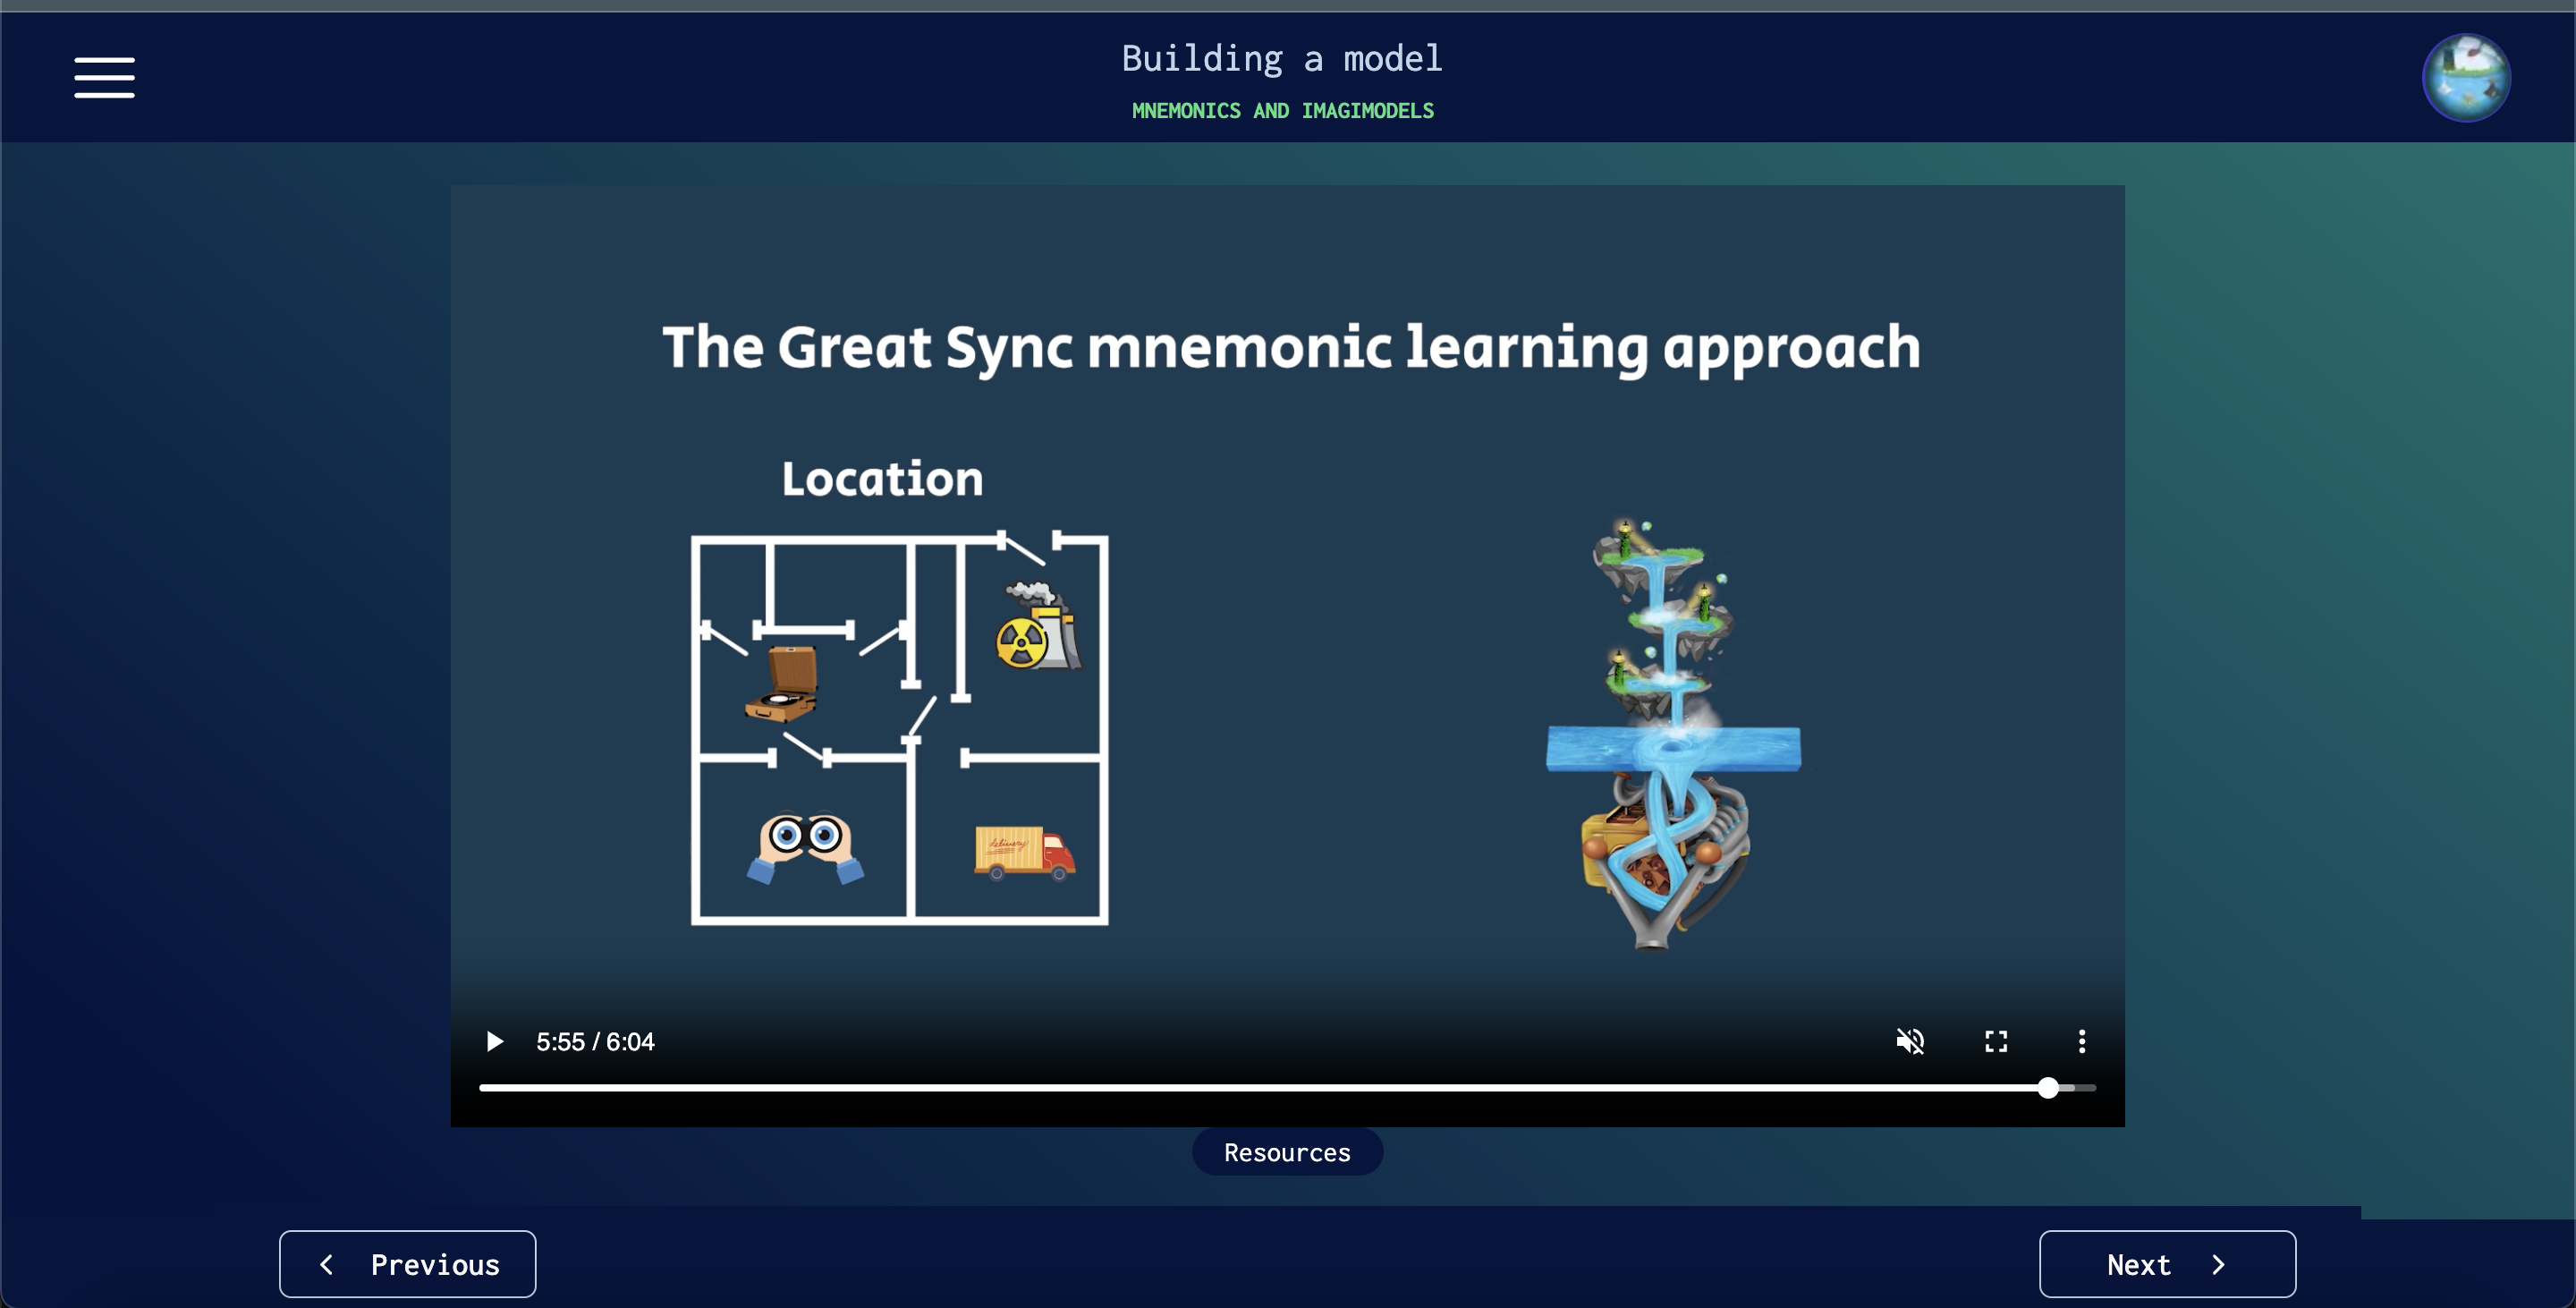 Building a model
MNEMONICS AND IMAGIMODELS
The Great Sync mnemonic learning approach
Location
delivery
5:55 / 6:04
Resources
Previous
Next